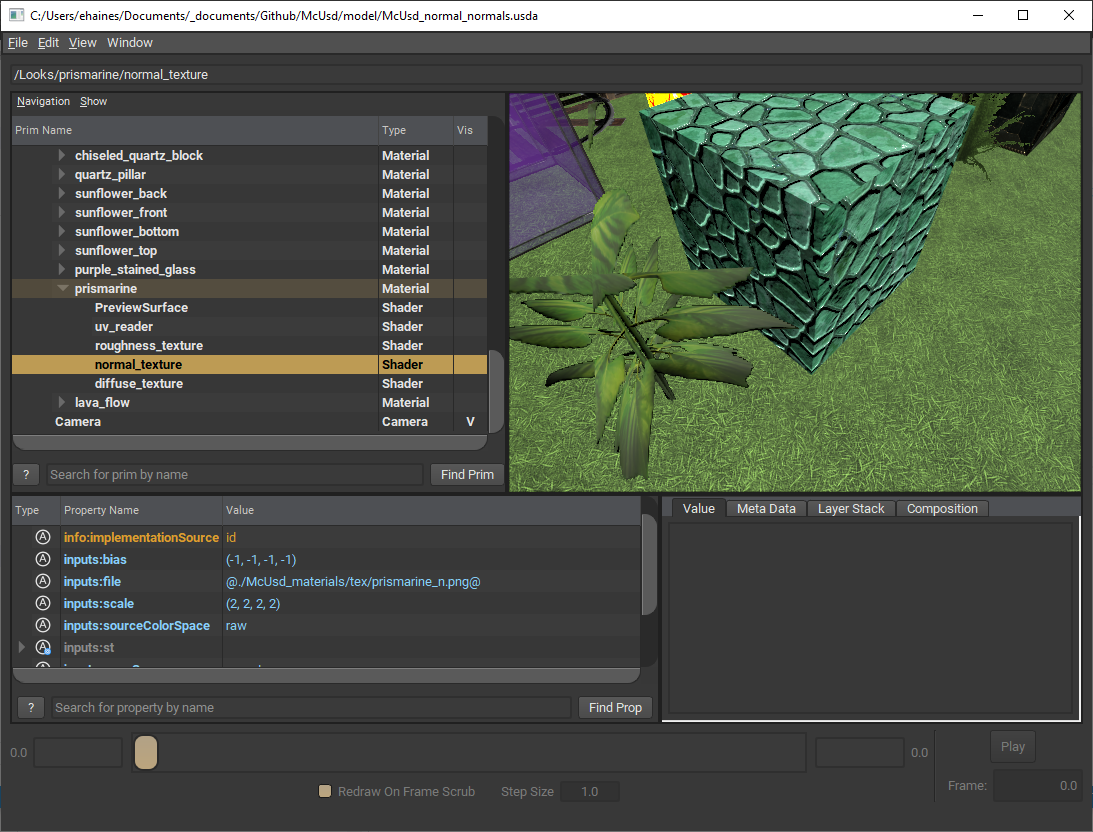 C:/Users/ehaines/Documents/_documents/Github/McUsd/model/McUsd_normal_normals.usda
File Edit View Window
/Looks/prismarine/normal_texture
Navigation Show
Prim Name Type Vis
chiseled_quartz_block Material
quartz_pillar Material
sunflower_back Material
sunflower_front Material
sunflower_bottom Material
sunflower_top Material
purple_stained_glass Material
prismarine Material
PreviewSurface Shader
uv_reader Shader
roughness_texture Shader
normal_texture Shader
diffuse_texture Shader
lava_flow Material
Camera Camera V
? Search for prim by name Find Prim
Type Property Name Value
A info:implementationSource id
A inputs:bias (-1, -1, -1, -1)
A inputs:file @./McUsd_materials/tex/prismarine_n.png@
A inputs:scale (2, 2, 2, 2)
A inputs:sourceColorSpace raw
A inputs:st
? Search for property by name Find Prop
Value Meta Data Layer Stack Composition
0.0 0.0 Play
Redraw On Frame Scrub Step Size 1.0 Frame: 0.0